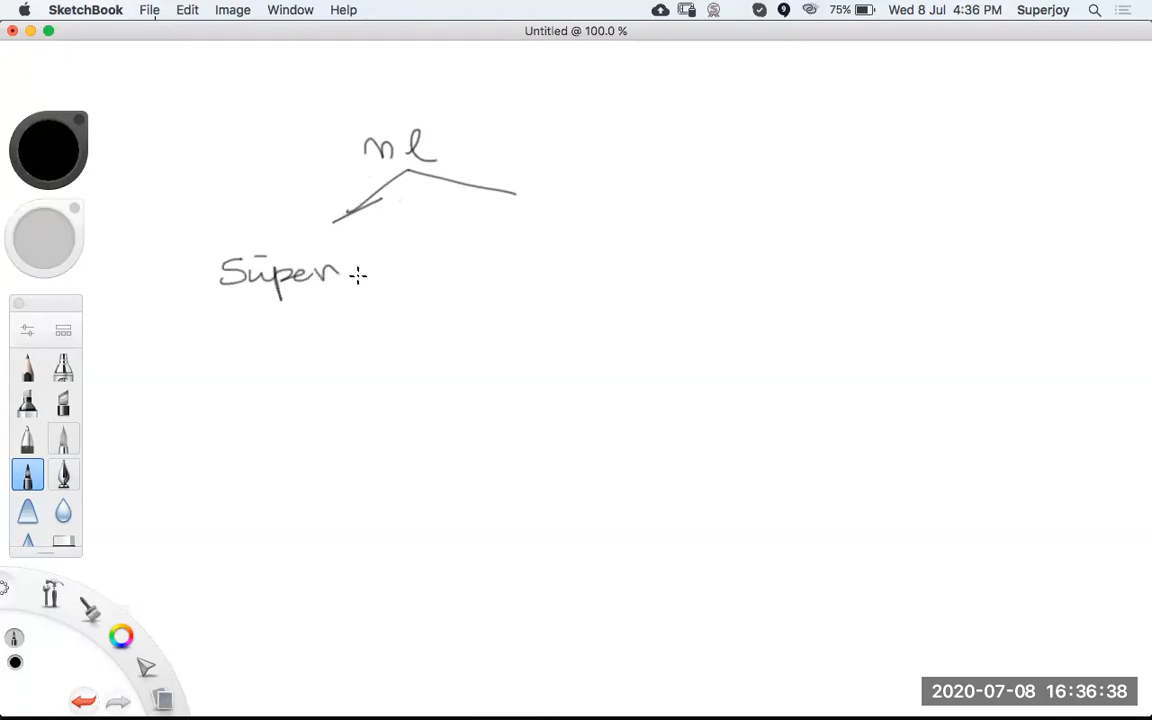 SketchBook File Edit Image Window Help 75% Wed 8 Jul 4:36 PM Superjoy
Untitled @ 100.0 %
ml
Super
2020-07-08 16:36:38